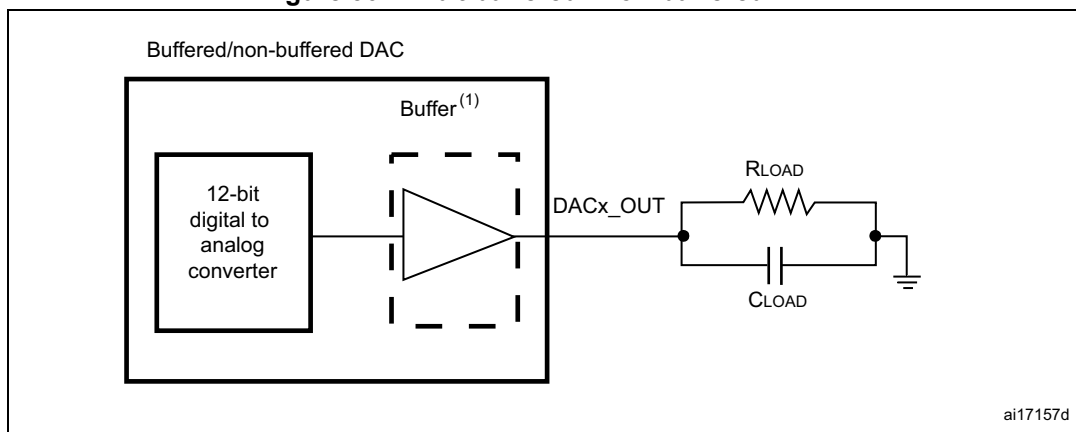 Buffered/non-buffered DAC
Buffer (1)
12-bit
digital to
analog
converter
DACx_OUT
RLOAD
CLOAD
ai17157d